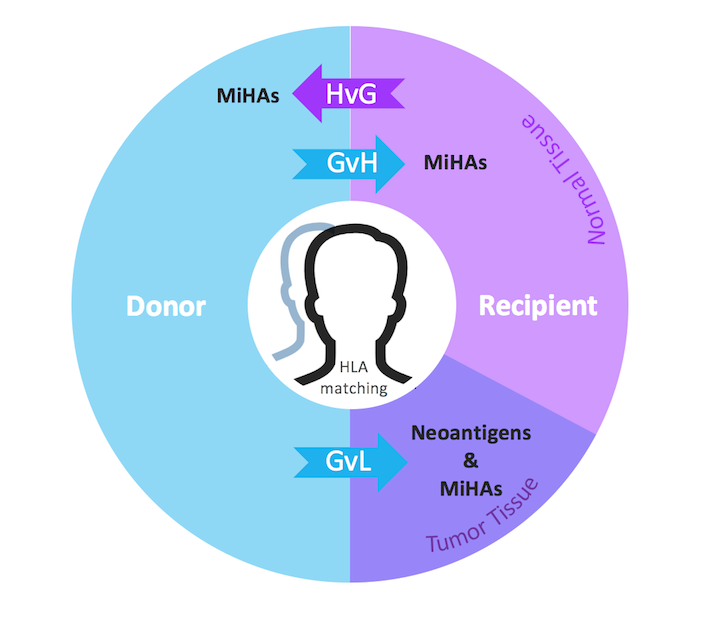 MiHAs
HvG
GvH
MiHAs
Normal Tissue
Donor
Recipient
HLA
matching
GvL
Neoantigens
&
MiHAs
Tumor Tissue